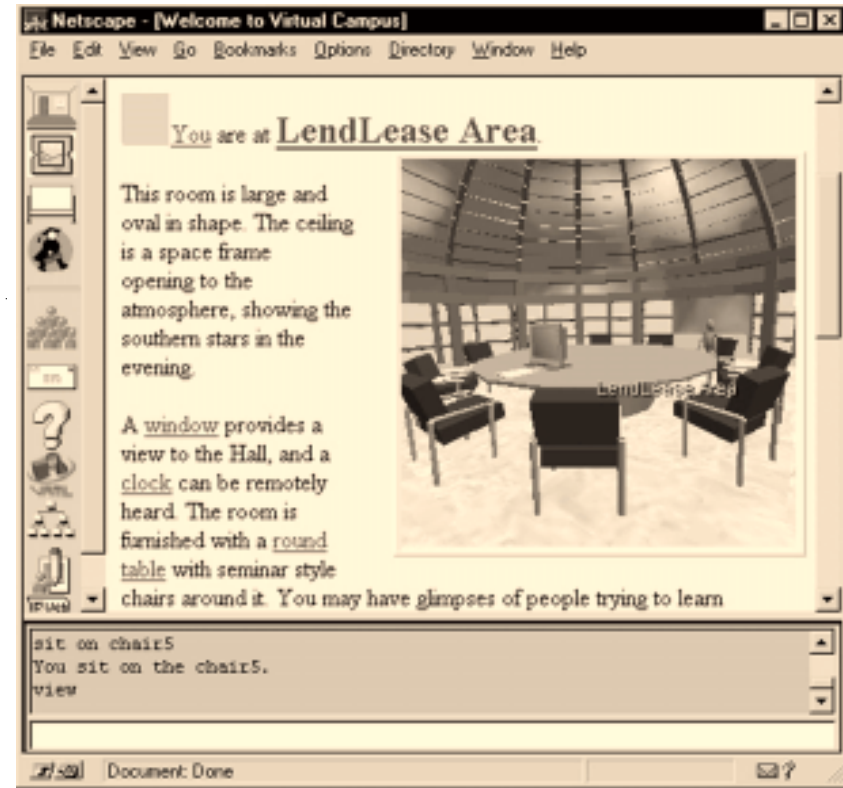 Netscape - [Welcome to Virtual Campus]
File Edit View Go Bookmarks Options Directory Window Help
You are at LendLease Area.
This room is large and
oval in shape. The ceiling
is a space frame
opening to the
atmosphere, showing the
southern stars in the
evening.
LendLease Area
A window provides a
view to the Hall, and a
clock can be remotely
heard. The room is
furnished with a round
table with seminar style
chairs around it. You may have glimpses of people trying to learn
VRML
sit on chair5
You sit on the chair5.
view
Document: Done